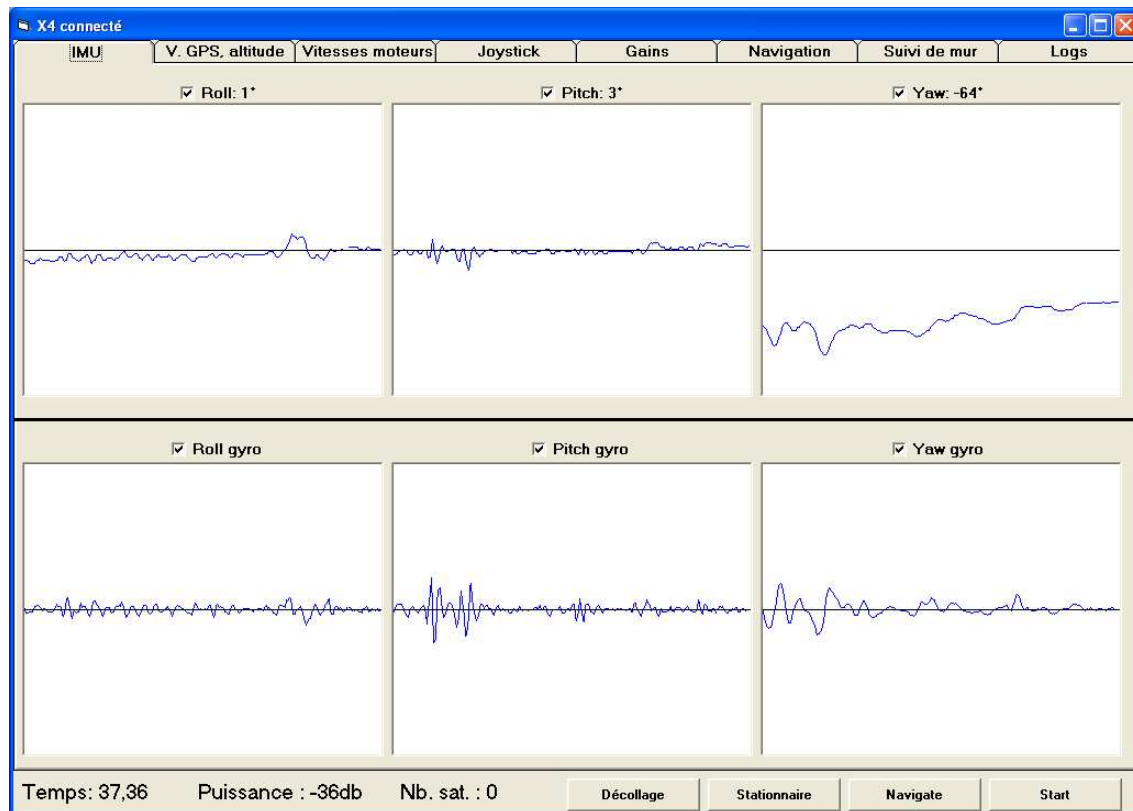 X4 connecté
IMU V. GPS, altitude Vitesses moteurs Joystick Gains Navigation Suivi de mur Logs
Roll: 1° Pitch: 3° Yaw: -64°
Roll gyro Pitch gyro Yaw gyro
Temps: 37,36 Puissance : -36db Nb. sat. : 0 Décollage Stationnaire Navigate Start